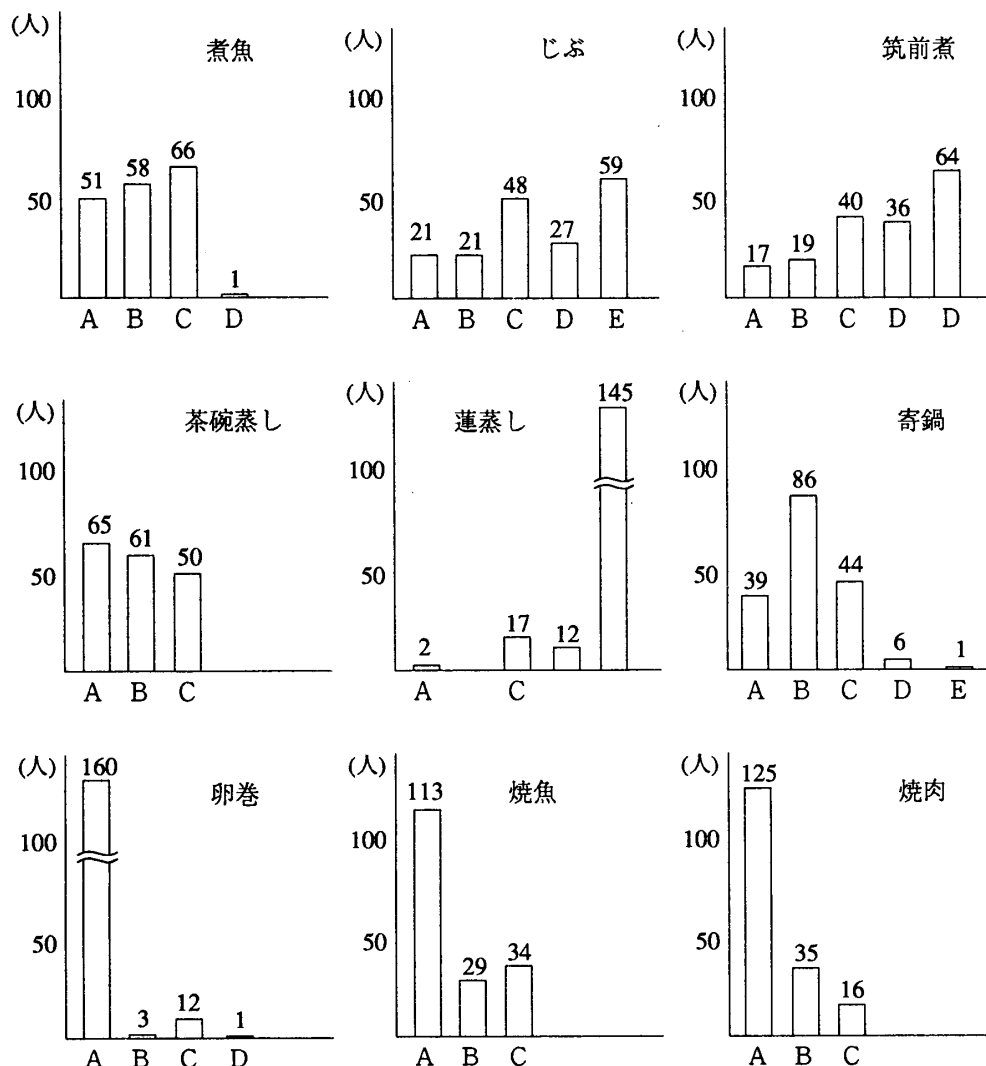 (人) 煮魚
100
50
51 58 66 1
A B C D
(人) じぶ
100
50
21 21 48 27 59
A B C D E
(人) 筑前煮
100
50
17 19 40 36 64
A B C D D
(人) 茶碗蒸し
100
50
65 61 50
A B C
(人) 蓮蒸し
100
50
2 17 12 145
A C
(人) 寄鍋
100
50
39 86 44 6 1
A B C D E
(人) 卵巻
100
50
160 3 12 1
A B C D
(人) 焼魚
100
50
113 29 34
A B C
(人) 焼肉
100
50
125 35 16
A B C